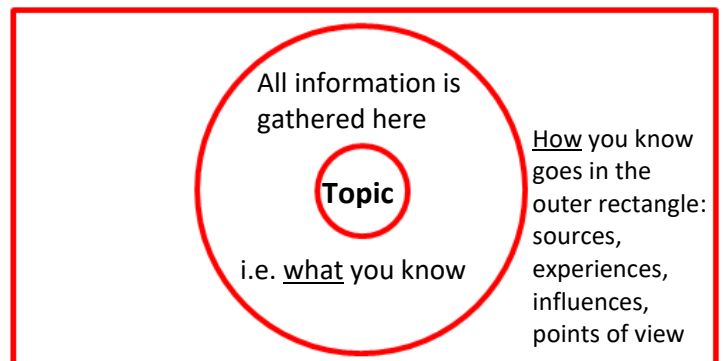 All information is
gathered here
Topic
i.e. what you know
How you know
goes in the
outer rectangle:
sources,
experiences,
influences,
points of view